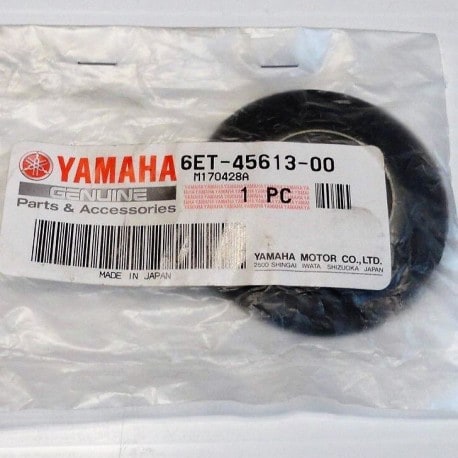 YAMAHA
GENUINE
Parts & Accessories
MADE IN JAPAN
6ET-45613-00
M170428A
1 PC
YAMAHA MOTOR CO.,LTD.
2500 SHINGAI IWATA SHIZUOKA JAPAN